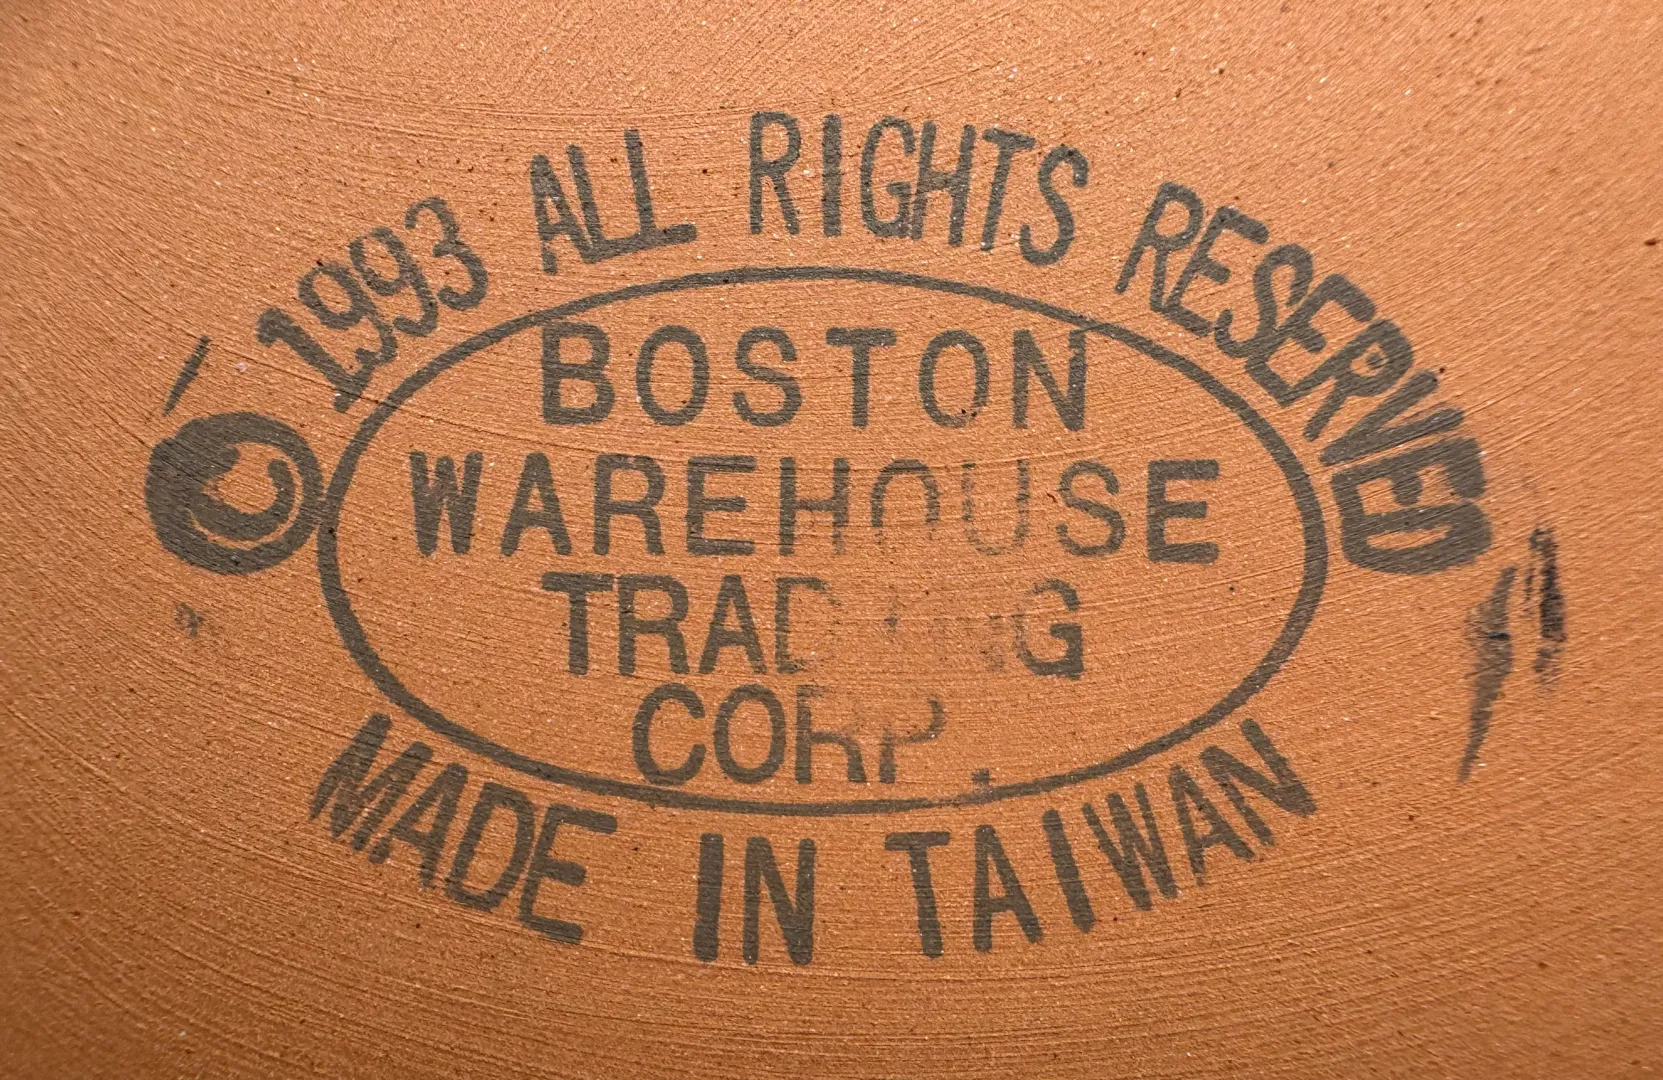 © 1993 ALL RIGHTS RESERVED
BOSTON
WAREHOUSE
TRADING
CORP.
MADE IN TAIWAN